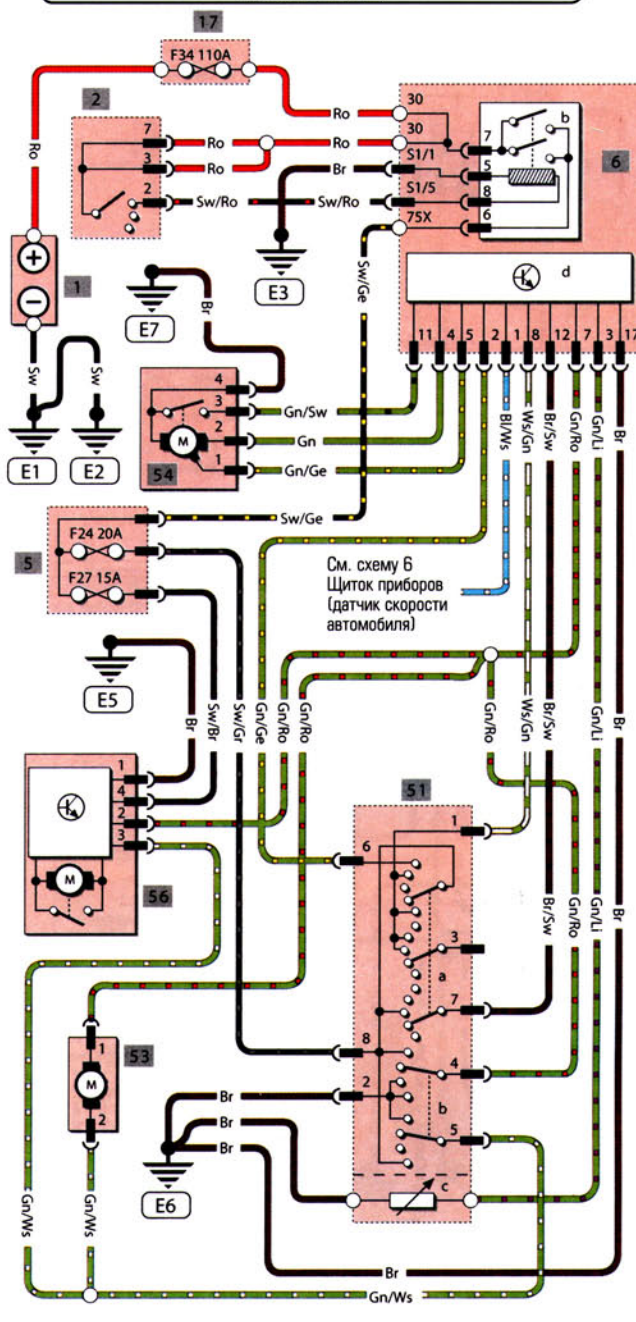 17
F34 110A
2
7
3
2
Ro
Ro
Ro
Ro
Ro
Br
Sw/Ro
Sw/Ro
30
30
S1/1
S1/5
75X
7
5
8
6
b
6
d
1
E3
E7
Br
Sw/Ge
Sw
Sw
E1
E2
4
3
2
1
M
54
Gn/Sw
Gn
Gn/Ge
11
4
5
2
1
8
12
7
3
17
Bl/Ws
Ws/Gn
Br/Sw
Gn/Ro
Gn/Li
Br
5
F24 20A
F27 15A
Sw/Ge
См. схему 6
Щиток приборов
(датчик скорости
автомобиля)
E5
Br
Sw/Br
Sw/Gr
Gn/Ge
Gn/Ro
Gn/Ro
Gn/Ro
Ws/Gn
Br/Sw
Gn/Li
Br
1
4
2
3
M
56
51
1
6
3
a
7
8
4
2
b
5
c
Br/Sw
Gn/Ro
Gn/Li
Br
1
53
M
2
Br
Br
E6
Gn/Ws
Gn/Ws
Br
Gn/Ws